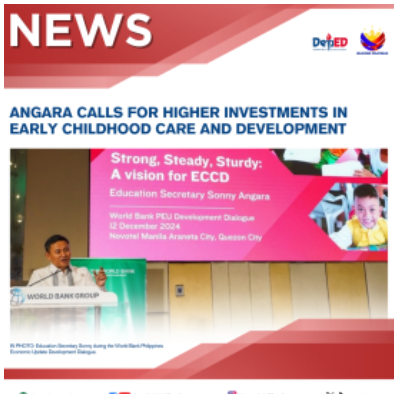 NEWS
DepED
ANGARA CALLS FOR HIGHER INVESTMENTS IN
EARLY CHILDHOOD CARE AND DEVELOPMENT
Strong, Steady, Sturdy:
A vision for ECCD
Education Secretary Sonny Angara
World Bank PEU Development Dialogue
12 December 2024
Novotel Manila Araneta City, Quezon City
WORLD BANK GROUP
IN PHOTO: Education Secretary Sonny during the World Bank Philippines
Economic Update Development Dialogue